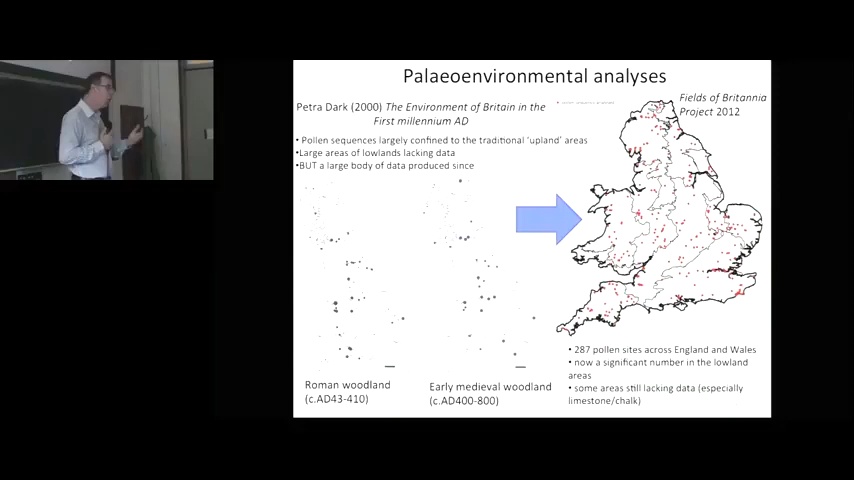 Palaeoenvironmental analyses
Petra Dark (2000) The Environment of Britain in the
First millennium AD
• Pollen sequences largely confined to the traditional 'upland' areas
•Large areas of lowlands lacking data
•BUT a large body of data produced since
Fields of Britannia
Project 2012
• 287 pollen sites across England and Wales
• now a significant number in the lowland
areas
• some areas still lacking data (especially
limestone/chalk)
Roman woodland
(c.AD43-410)
Early medieval woodland
(c.AD400-800)